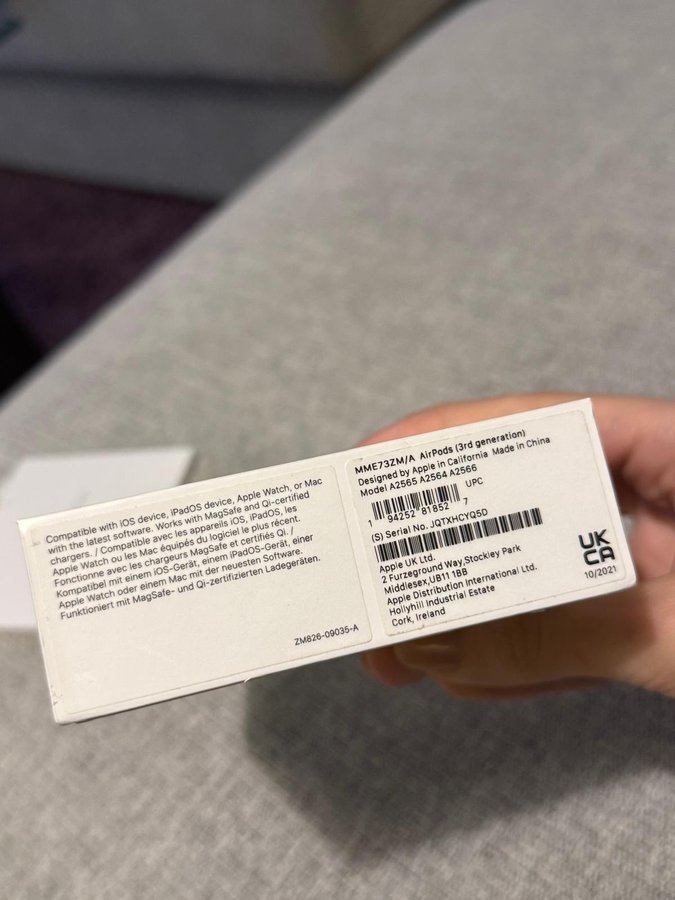 Compatible with iOS device, iPadOS device, Apple Watch, or Mac
with the latest software. Works with MagSafe and Qi-certified
chargers. / Compatible avec les appareils iOS, iPadOS, les
Apple Watch ou les Mac équipés du logiciel le plus récent.
Fonctionne avec les chargeurs MagSafe et certifiés Qi. /
Kompatibel mit einem iOS-Gerät, einem iPadOS-Gerät, einer
Apple Watch oder einem Mac mit der neuesten Software.
Funktioniert mit MagSafe- und Qi-zertifizierten Ladegeräten.
ZM826-09035-A
MME73ZM/A AirPods (3rd generation)
Designed by Apple in California Made in China
Model A2565 A2564 A2566
UPC
1 94252 81852 7
(S) Serial No. JQTXHCYQ5D
Apple UK Ltd.
2 Furzeground Way, Stockley Park
Middlesex, UB11 1BB
Apple Distribution International Ltd.
Hollyhill Industrial Estate
Cork, Ireland
UK
CA
10/2021